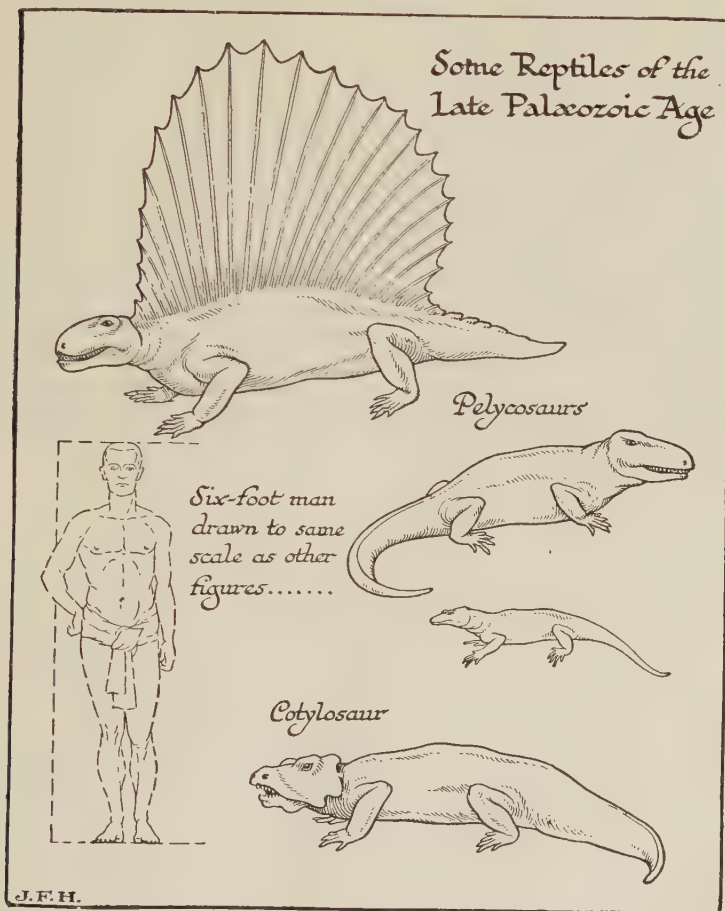 Some Reptiles of the
Late Palæozoic Age
Pelycosaurs
Six-foot man
drawn to same
scale as other
figures.......
Cotylosaur
J.F.H.